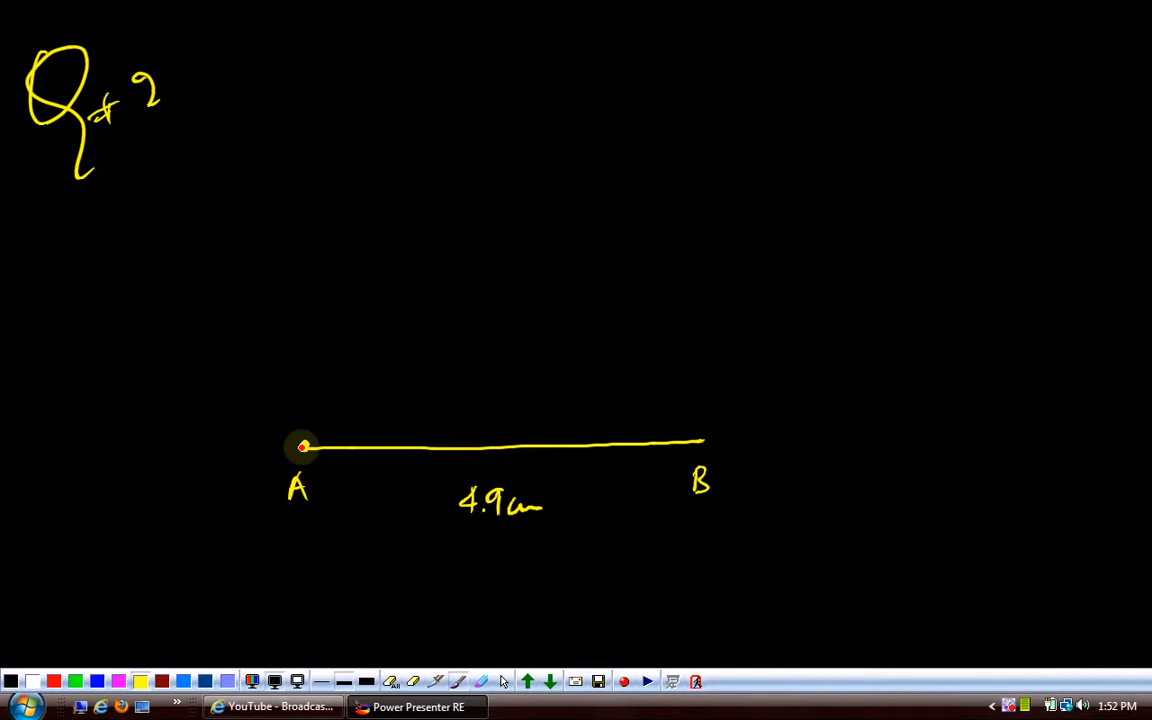 Q # 2
A
B
4.9cm
YouTube - Broadcas...
Power Presenter RE
1:52 PM